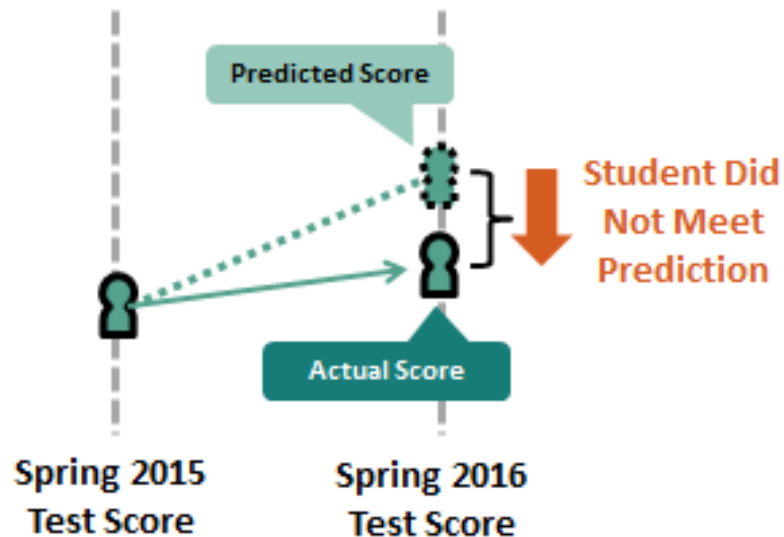 Predicted Score
Student Did
Not Meet
Prediction
Actual Score
Spring 2015
Test Score
Spring 2016
Test Score